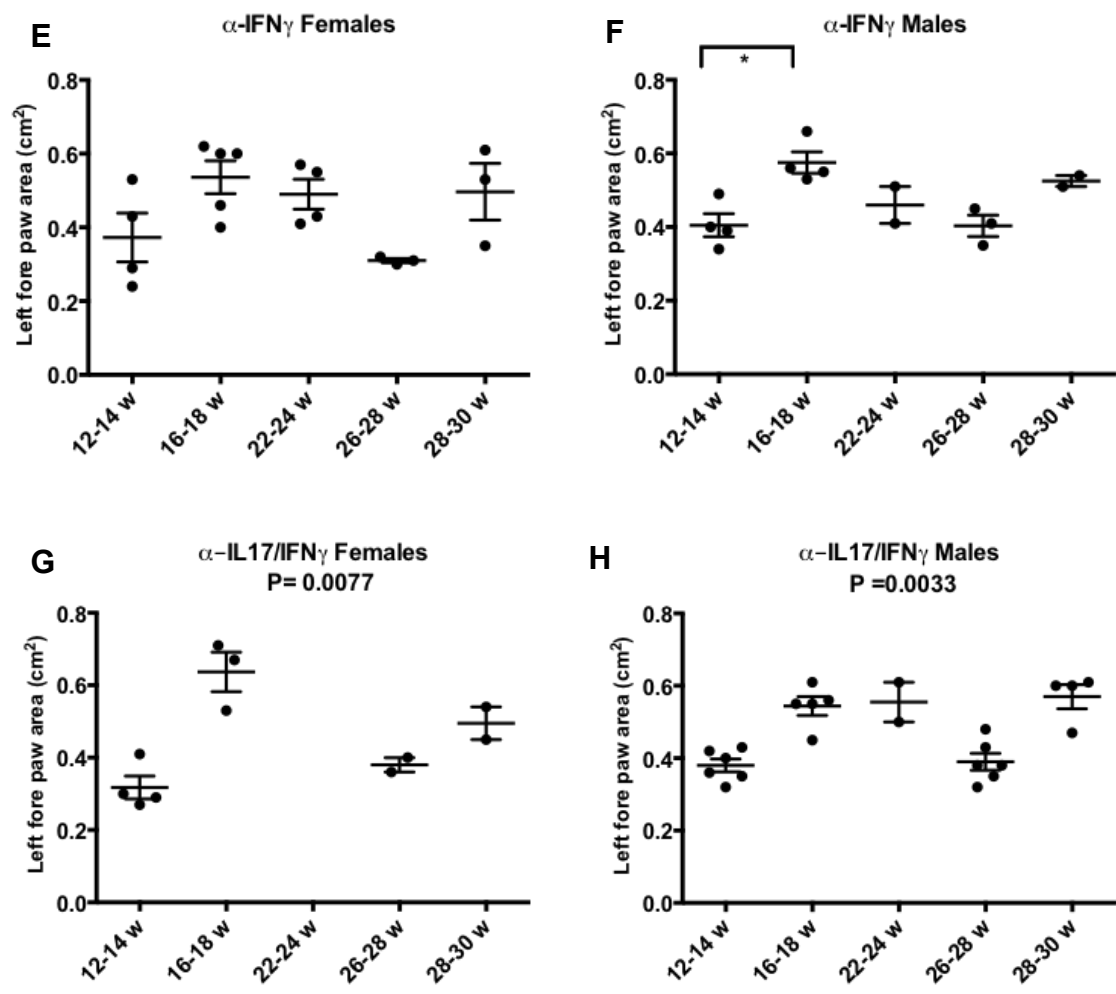 E
α-IFNγ Females
Left fore paw area (cm²)
0.8
0.6
0.4
0.2
0.0
12-14 w
16-18 w
22-24 w
26-28 w
28-30 w
F
α-IFNγ Males
*
Left fore paw area (cm²)
0.8
0.6
0.4
0.2
0.0
12-14 w
16-18 w
22-24 w
26-28 w
28-30 w
G
α−IL17/IFNγ Females
P= 0.0077
Left fore paw area (cm²)
0.8
0.6
0.4
0.2
0.0
12-14 w
16-18 w
22-24 w
26-28 w
28-30 w
H
α−IL17/IFNγ Males
P =0.0033
Left fore paw area (cm²)
0.8
0.6
0.4
0.2
0.0
12-14 w
16-18 w
22-24 w
26-28 w
28-30 w